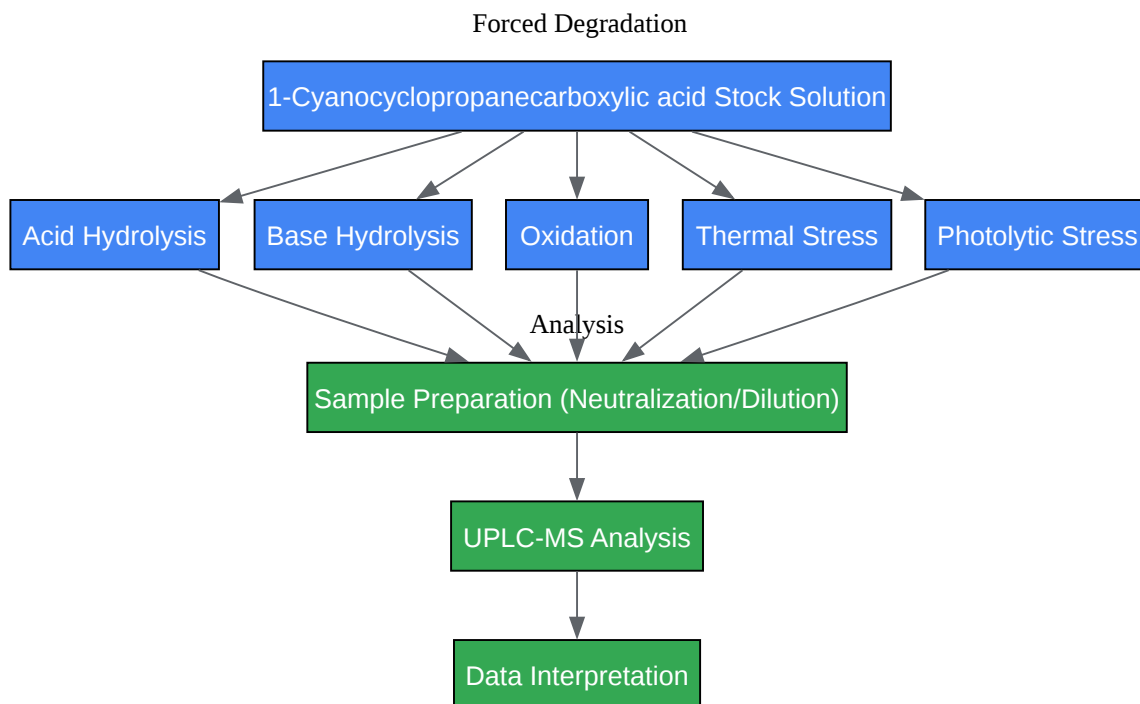 Forced Degradation
1-Cyanocyclopropanecarboxylic acid Stock Solution
Acid Hydrolysis
Base Hydrolysis
Oxidation
Thermal Stress
Photolytic Stress
Analysis
Sample Preparation (Neutralization/Dilution)
UPLC-MS Analysis
Data Interpretation